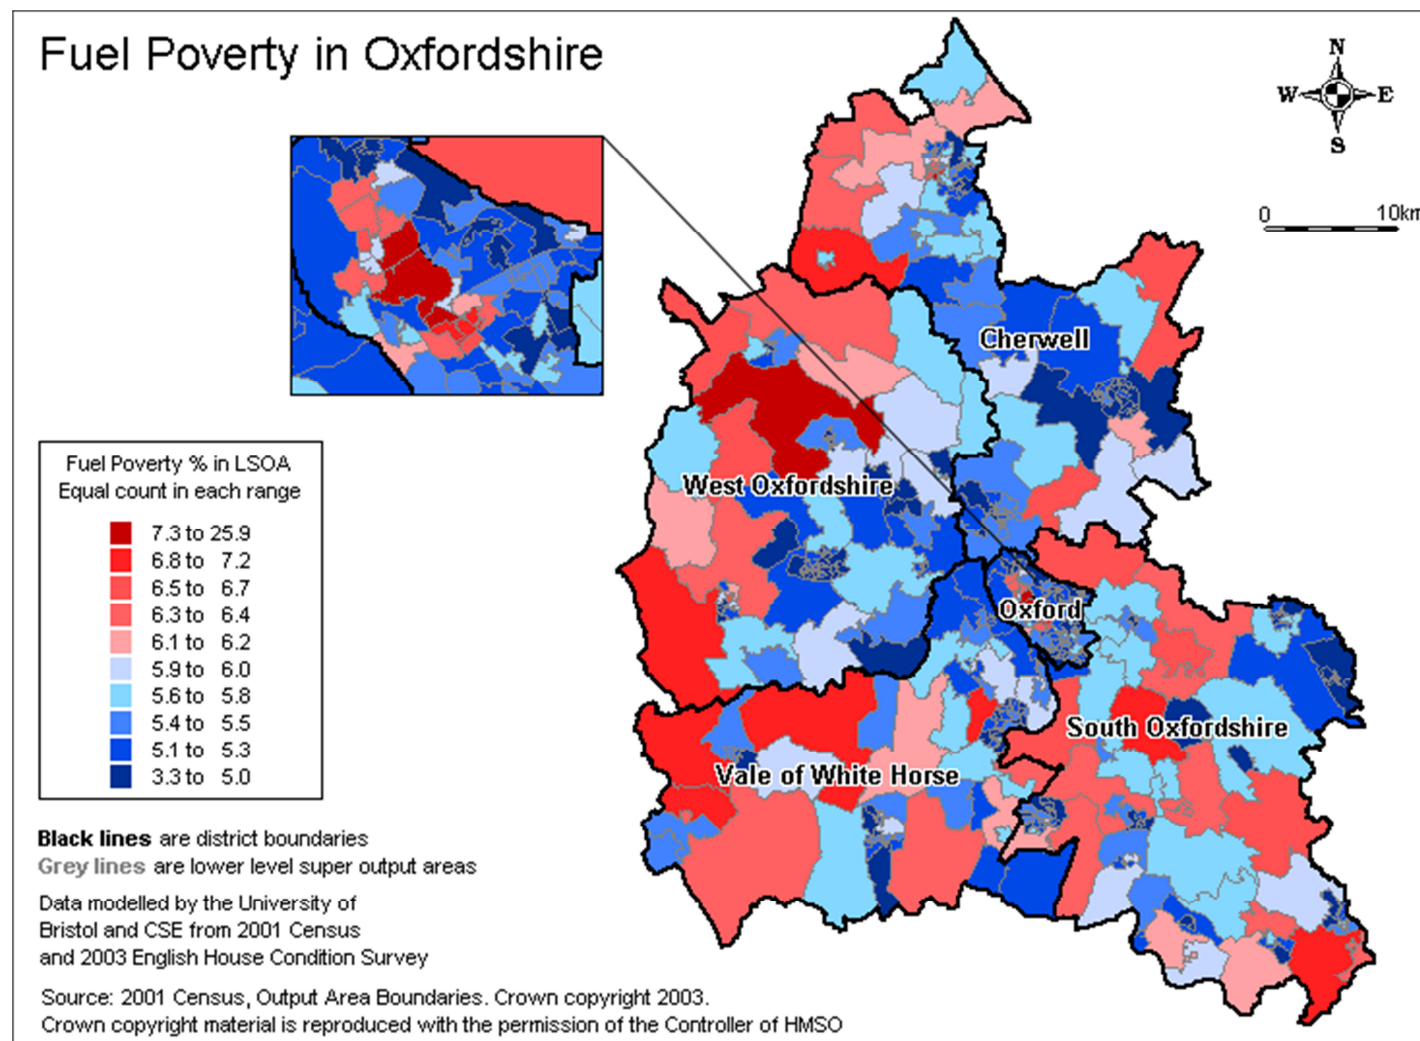 Fuel Poverty in Oxfordshire
N
W E
S
0 10km
Cherwell
West Oxfordshire
Oxford
South Oxfordshire
Vale of White Horse
Fuel Poverty % in LSOA
Equal count in each range
7.3 to 25.9
6.8 to 7.2
6.5 to 6.7
6.3 to 6.4
6.1 to 6.2
5.9 to 6.0
5.6 to 5.8
5.4 to 5.5
5.1 to 5.3
3.3 to 5.0
Black lines are district boundaries
Grey lines are lower level super output areas
Data modelled by the University of
Bristol and CSE from 2001 Census
and 2003 English House Condition Survey
Source: 2001 Census, Output Area Boundaries. Crown copyright 2003.
Crown copyright material is reproduced with the permission of the Controller of HMSO